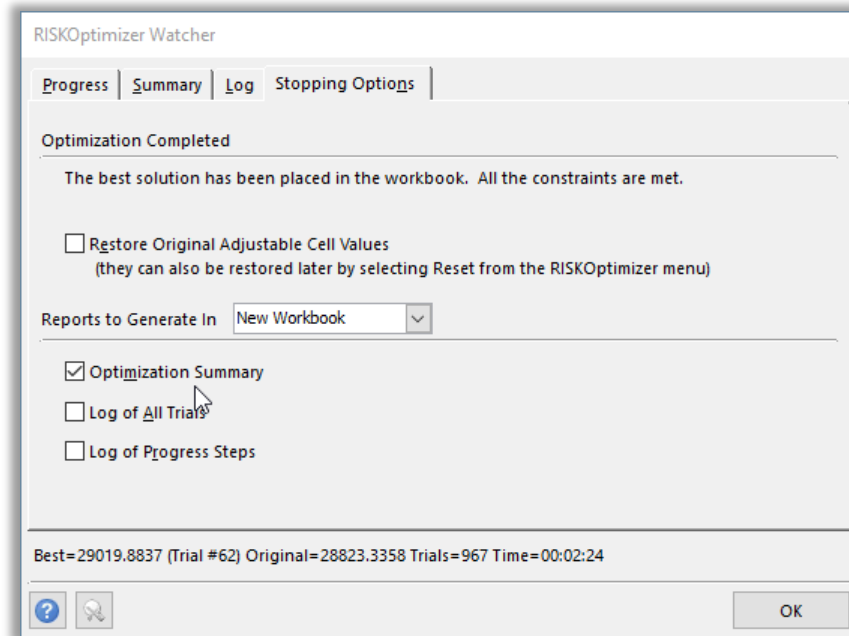 RISKOptimizer Watcher
Progress Summary Log Stopping Options
Optimization Completed
The best solution has been placed in the workbook. All the constraints are met.
Restore Original Adjustable Cell Values
(they can also be restored later by selecting Reset from the RISKOptimizer menu)
Reports to Generate In New Workbook
Optimization Summary
Log of All Trials
Log of Progress Steps
Best=29019.8837 (Trial #62) Original=28823.3358 Trials=967 Time=00:02:24
? OK